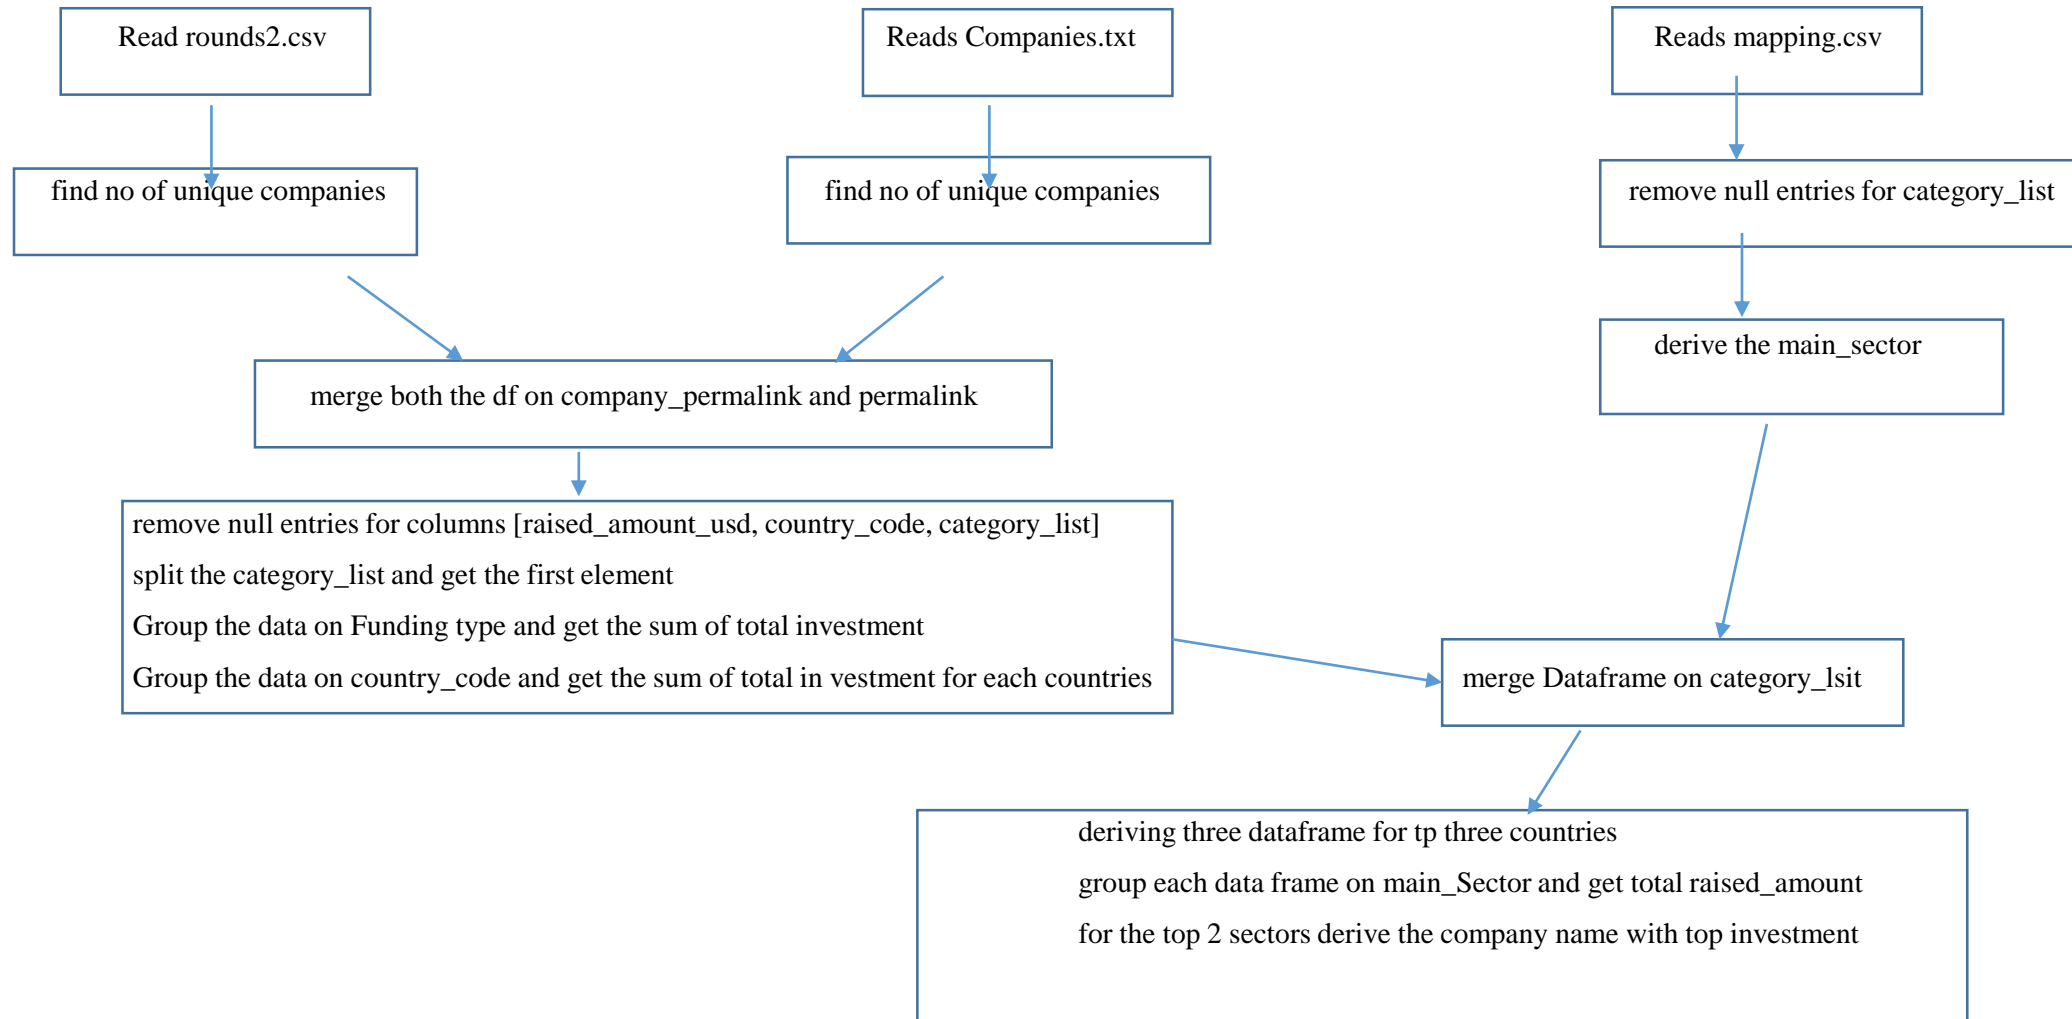 Read rounds2.csv
Reads Companies.txt
Reads mapping.csv
find no of unique companies
find no of unique companies
remove null entries for category_list
derive the main_sector
merge both the df on company_permalink and permalink
remove null entries for columns [raised_amount_usd, country_code, category_list]
split the category_list and get the first element
Group the data on Funding type and get the sum of total investment
Group the data on country_code and get the sum of total in vestment for each countries
merge Dataframe on category_lsit
deriving three dataframe for tp three countries
group each data frame on main_Sector and get total raised_amount
for the top 2 sectors derive the company name with top investment